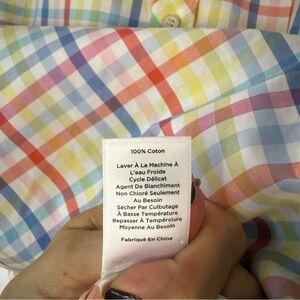 100% Coton
Laver À La Machine À
L'eau Froide
Cycle Délicat
Agent De Blanchiment
Non Chloré Seulement
Au Besoin
Sécher Par Culbutage
À Basse Température
Repasser À Température
Moyenne Au Besoin
Fabriqué En Chine